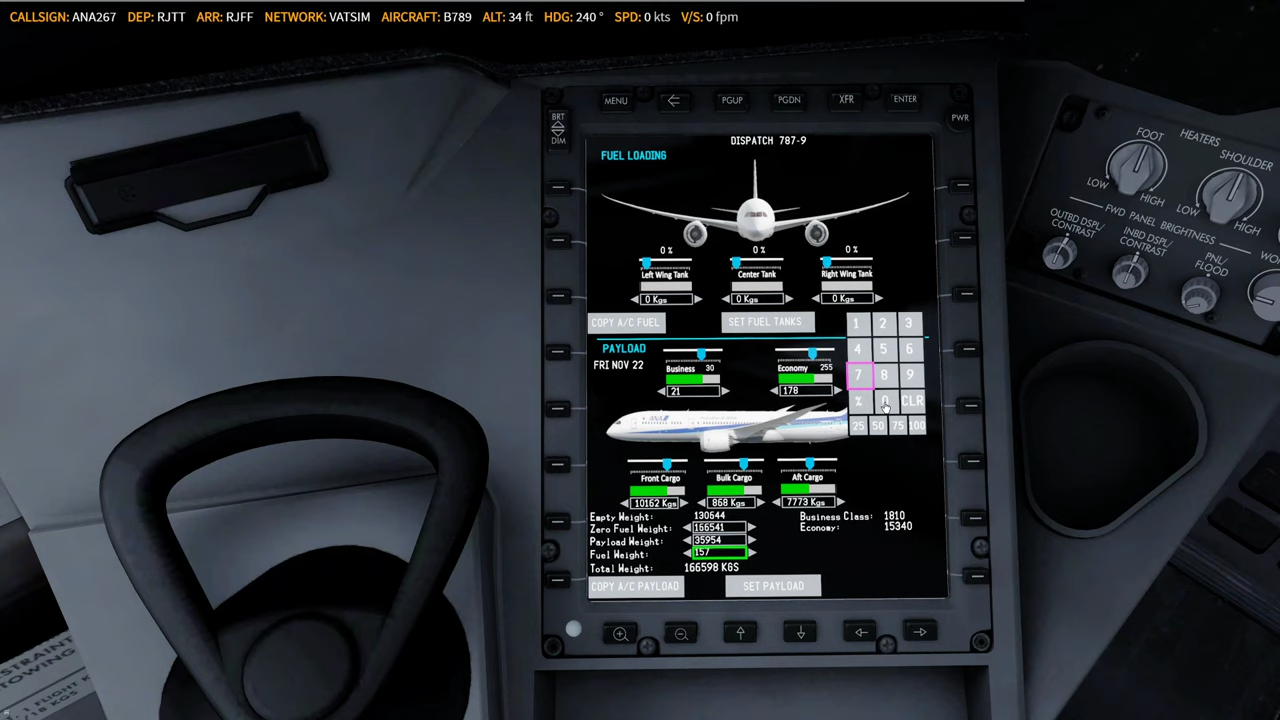 CALLSIGN: ANA267 DEP: RJTT ARR: RJFF NETWORK: VATSIM AIRCRAFT: B789 ALT: 34 ft HDG: 240 ° SPD: 0 kts V/S: 0 fpm
MENU PGUP PGDN XFR ENTER
BRT
DIM
PWR
DISPATCH 787-9
FUEL LOADING
0 % 0 % 0 %
Left Wing Tank Center Tank Right Wing Tank
0 Kgs 0 Kgs 0 Kgs
COPY A/C FUEL SET FUEL TANKS
1 2 3
4 5 6
7 8 9
% 0 CLR
25 50 75 100
PAYLOAD
FRI NOV 22
Business 30 Economy 255
21 178
ANA
Front Cargo Bulk Cargo Aft Cargo
10162 Kgs 868 Kgs 7773 Kgs
Empty Weight: 130644
Zero Fuel Weight: 166541
Payload Weight: 35954
Fuel Weight: 157
Total Weight: 166598 KGS
Business Class: 1810
Economy: 15340
COPY A/C PAYLOAD SET PAYLOAD
FOOT HEATERS SHOULDER
LOW HIGH LOW HIGH
FWD PANEL BRIGHTNESS
OUTBD DSPL/
CONTRAST
INBD DSPL/
CONTRAST
PNL/
FLOOD
TOWING